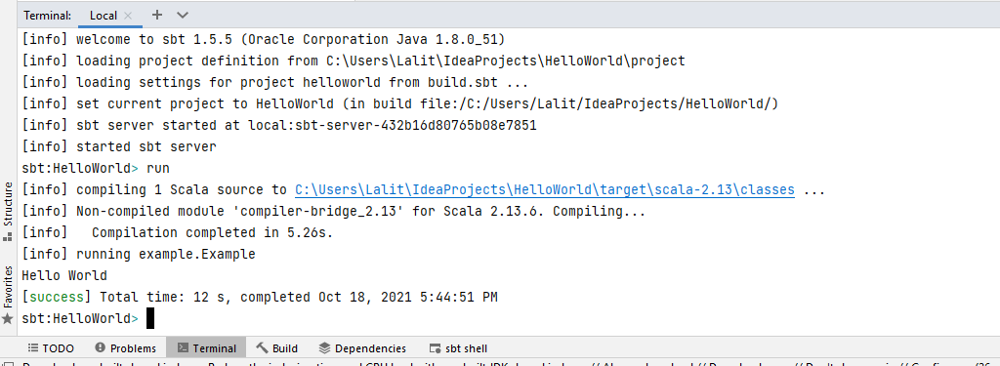 Terminal: Local
[info] welcome to sbt 1.5.5 (Oracle Corporation Java 1.8.0_51)
[info] loading project definition from C:\Users\Lalit\IdeaProjects\HelloWorld\project
[info] loading settings for project helloworld from build.sbt ...
[info] set current project to HelloWorld (in build file:/C:/Users/Lalit/IdeaProjects/HelloWorld/)
[info] sbt server started at local:sbt-server-432b16d80765b08e7851
[info] started sbt server
sbt:HelloWorld> run
[info] compiling 1 Scala source to C:\Users\Lalit\IdeaProjects\HelloWorld\target\scala-2.13\classes ...
[info] Non-compiled module 'compiler-bridge_2.13' for Scala 2.13.6. Compiling...
[info]   Compilation completed in 5.26s.
[info] running example.Example
Hello World
[success] Total time: 12 s, completed Oct 18, 2021 5:44:51 PM
sbt:HelloWorld>
Structure
Favorites
TODO Problems Terminal Build Dependencies sbt shell